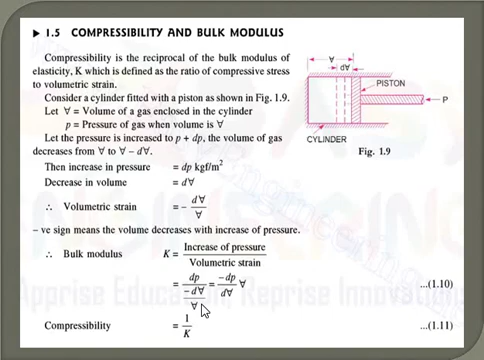 ▶ 1.5 COMPRESSIBILITY AND BULK MODULUS
Compressibility is the reciprocal of the bulk modulus of
elasticity, K which is defined as the ratio of compressive stress
to volumetric strain.
Consider a cylinder fitted with a piston as shown in Fig. 1.9.
Let ∀ = Volume of a gas enclosed in the cylinder
p = Pressure of gas when volume is ∀
Let the pressure is increased to p + dp, the volume of gas
decreases from ∀ to ∀ – d∀.
Then increase in pressure = dp kgf/m²
Decrease in volume = d∀
∴ Volumetric strain = – d∀/∀
– ve sign means the volume decreases with increase of pressure.
∴ Bulk modulus K = Increase of pressure / Volumetric strain
= dp / (–d∀/∀) = –dp/d∀ ∀ ...(1.10)
Compressibility = 1/K ...(1.11)
∀
d∀
PISTON
P
CYLINDER
Fig. 1.9
Apprise Education, Reprise Innovation